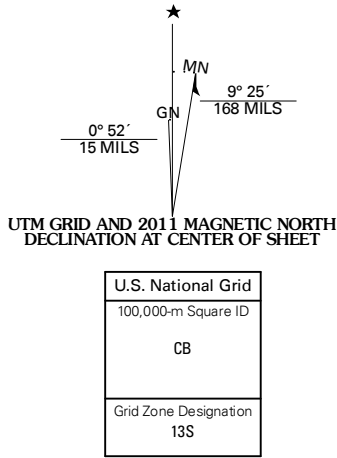 MN
9° 25´
168 MILS
GN
0° 52´
15 MILS
UTM GRID AND 2011 MAGNETIC NORTH
DECLINATION AT CENTER OF SHEET
U.S. National Grid
100,000-m Square ID
CB
Grid Zone Designation
13S